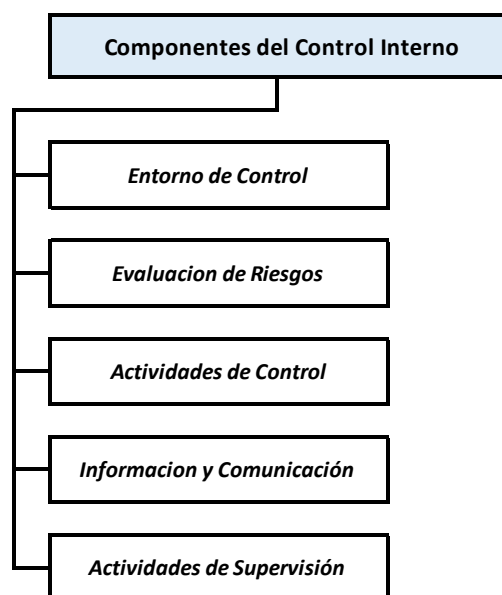 Componentes del Control Interno
Entorno de Control
Evaluacion de Riesgos
Actividades de Control
Informacion y Comunicación
Actividades de Supervisión